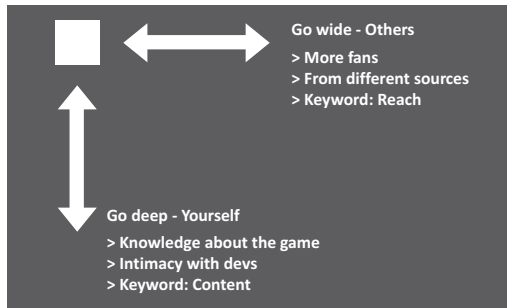 Go wide - Others
> More fans
> From different sources
> Keyword: Reach
Go deep - Yourself
> Knowledge about the game
> Intimacy with devs
> Keyword: Content